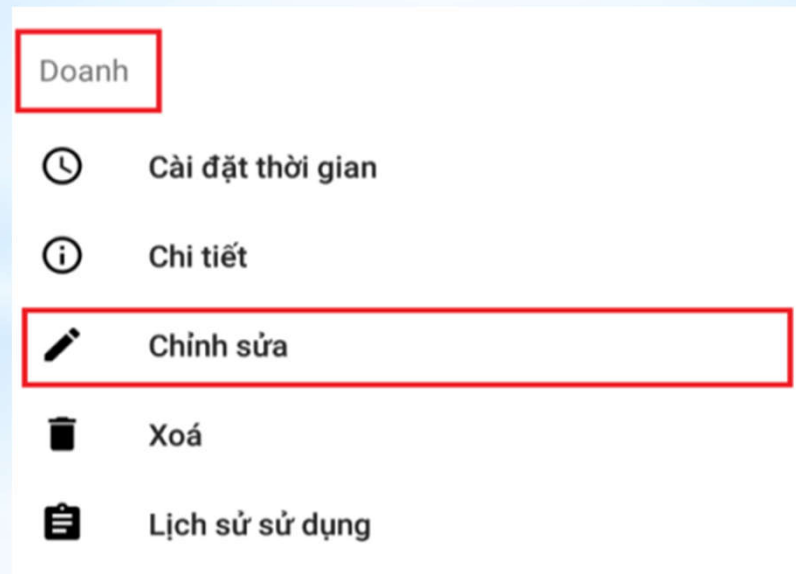 Doanh
Cài đặt thời gian
Chi tiết
Chỉnh sửa
Xoá
Lịch sử sử dụng